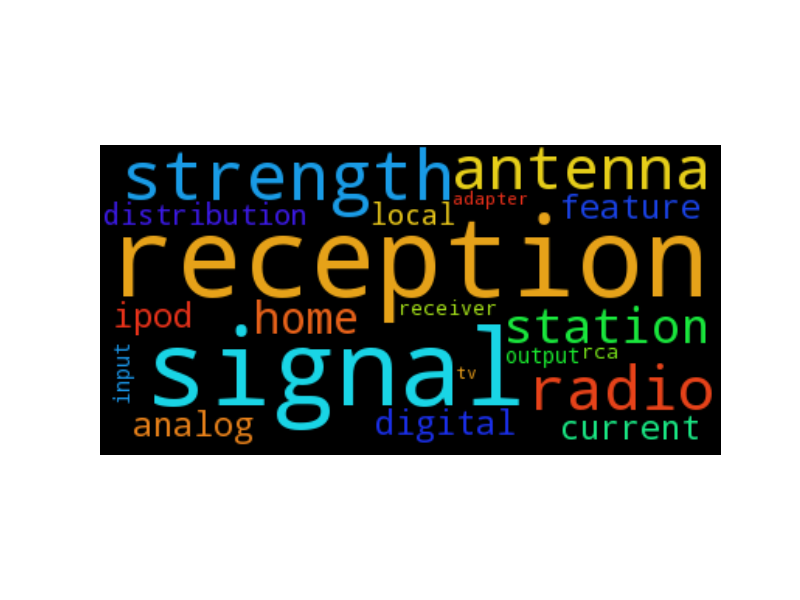 strength antenna
adapter
distribution local feature
reception
ipod home receiver station
signal
input output rca
tv radio
analog digital current